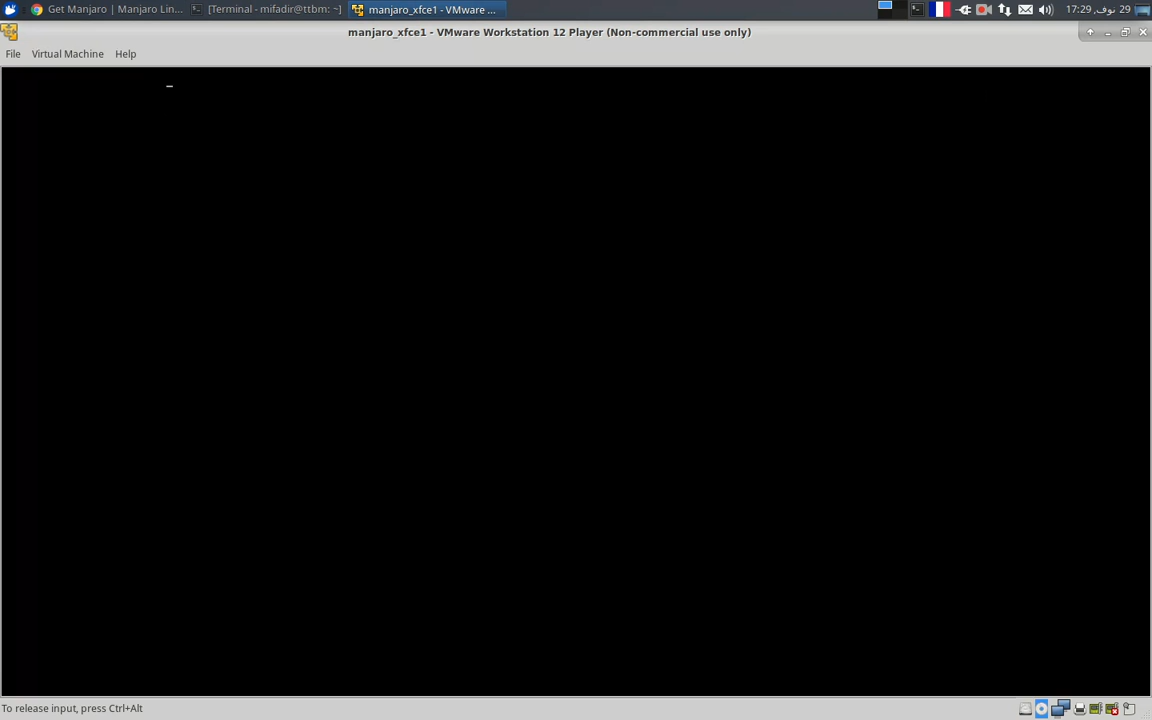 Get Manjaro | Manjaro Lin... [Terminal - mifadir@ttbm: ~] manjaro_xfce1 - VMware ... 17:29 ,نوف 29
manjaro_xfce1 - VMware Workstation 12 Player (Non-commercial use only)
File Virtual Machine Help
_
To release input, press Ctrl+Alt